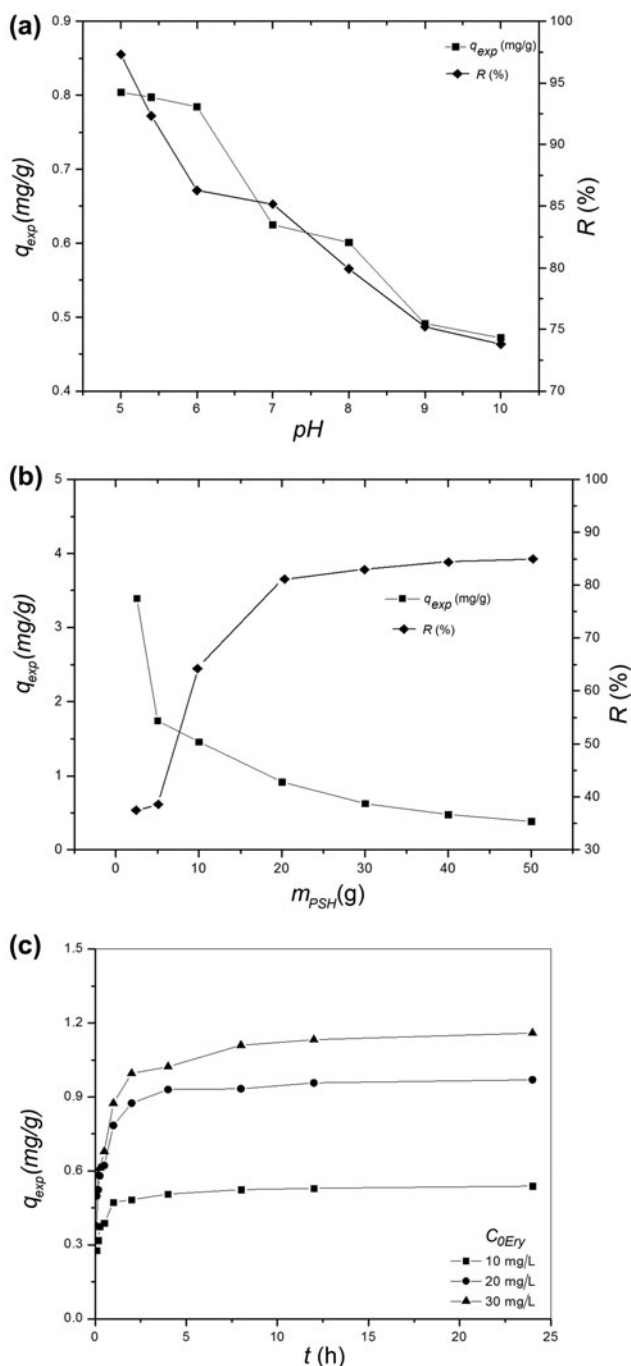 (a)
0.9
0.8
0.7
0.6
0.5
0.4
q_exp(mg/g)
100
95
90
85
80
75
70
R (%)
q_exp (mg/g)
R (%)
5 6 7 8 9 10
pH
(b)
5
4
3
2
1
0
q_exp(mg/g)
100
90
80
70
60
50
40
30
R (%)
q_exp (mg/g)
R (%)
0 10 20 30 40 50
m_PSH(g)
(c)
1.5
1.2
0.9
0.6
0.3
0.0
q_exp(mg/g)
C_0Ery
10 mg/L
20 mg/L
30 mg/L
0 5 10 15 20 25
t (h)